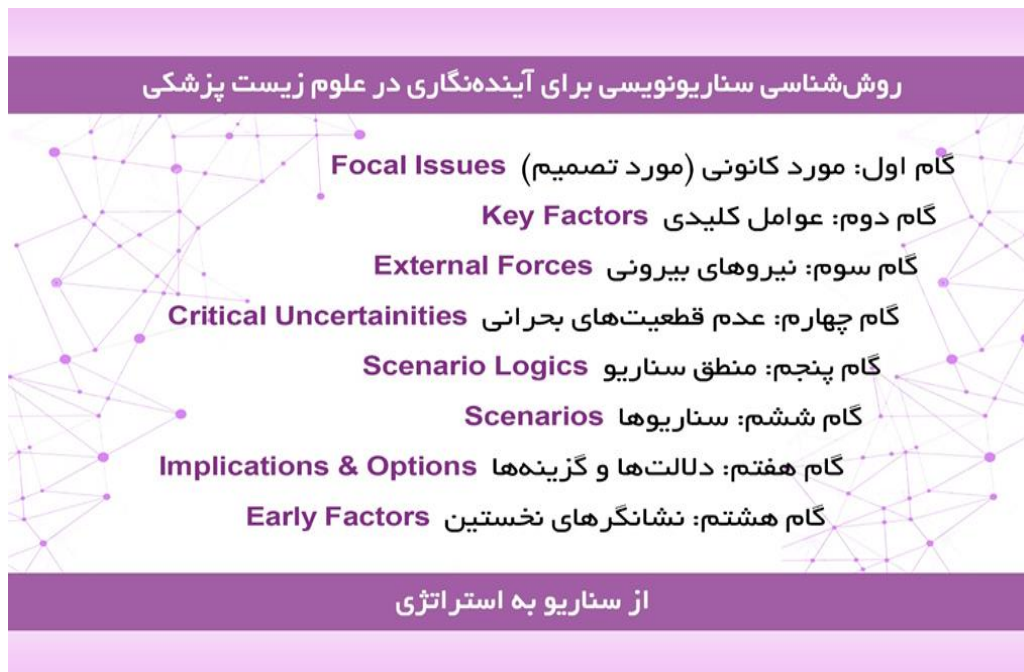 روش‌شناسی سناریونویسی برای آینده‌نگاری در علوم زیست پزشکی
گام اول: مورد کانونی (مورد تصمیم) Focal Issues
گام دوم: عوامل کلیدی Key Factors
گام سوم: نیروهای بیرونی External Forces
گام چهارم: عدم قطعیت‌های بحرانی Critical Uncertainities
گام پنجم: منطق سناریو Scenario Logics
گام ششم: سناریوها Scenarios
گام هفتم: دلالت‌ها و گزینه‌ها Implications & Options
گام هشتم: نشانگرهای نخستین Early Factors
از سناریو به استراتژی